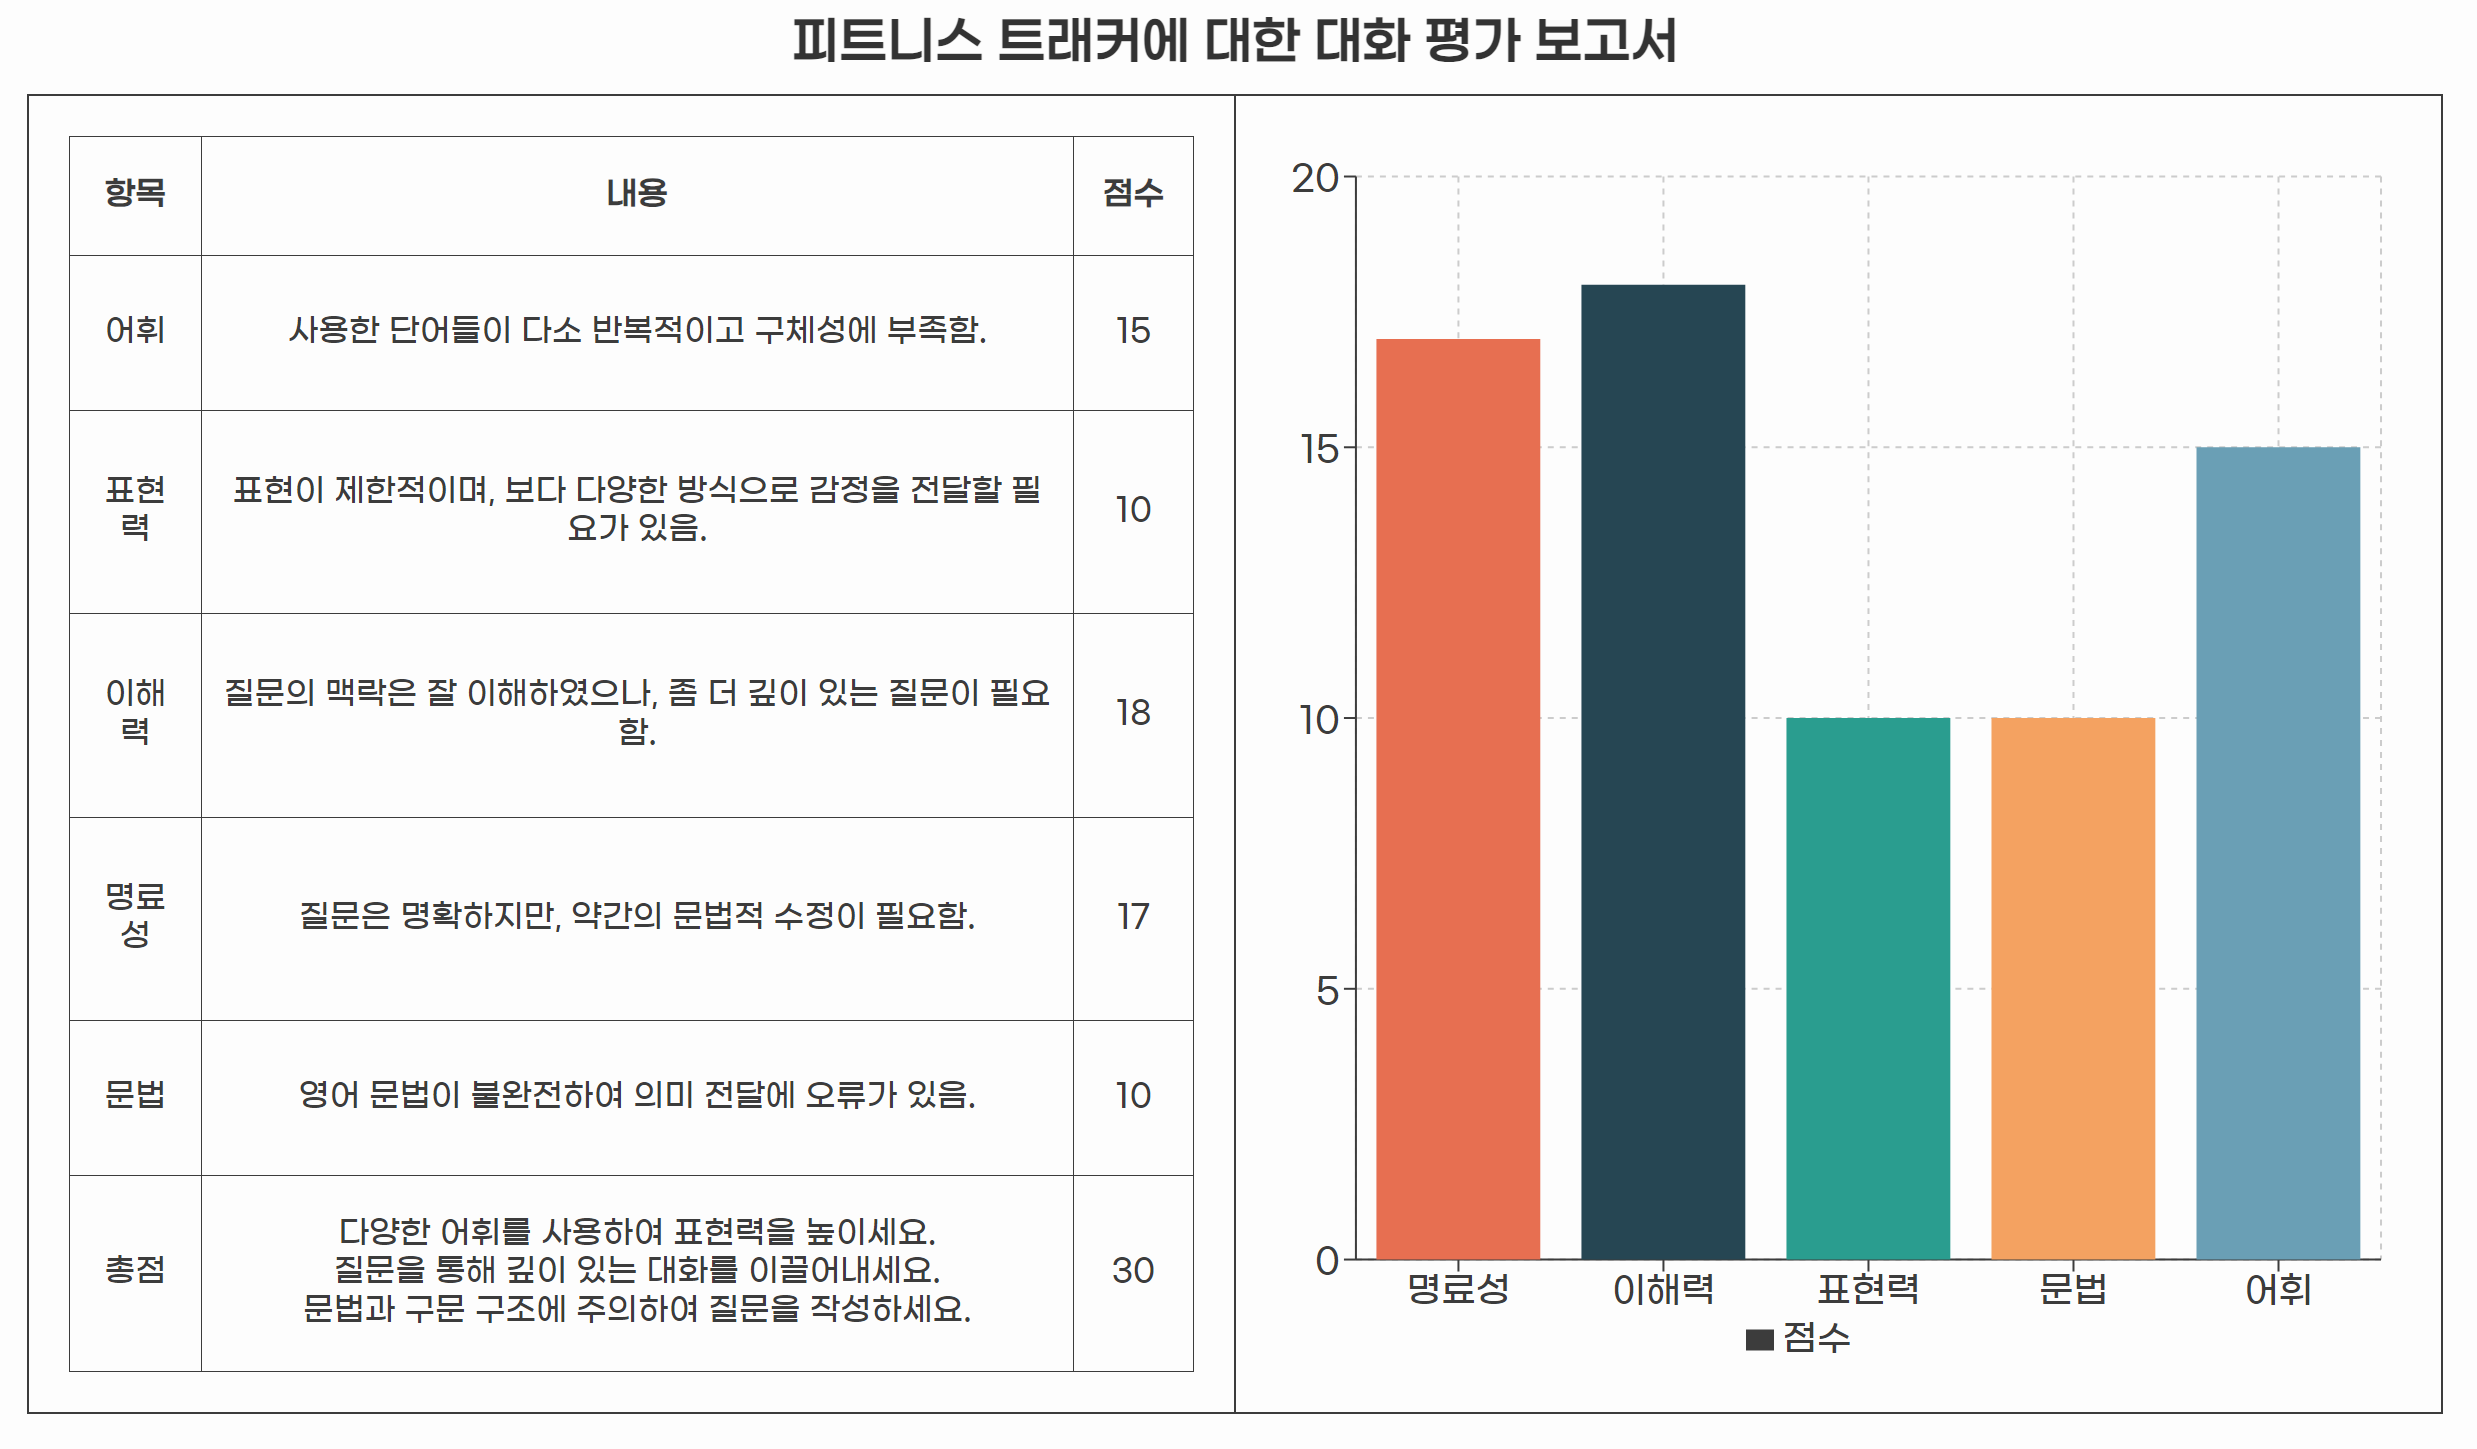 피트니스 트래커에 대한 대화 평가 보고서
항목 내용 점수
어휘 사용한 단어들이 다소 반복적이고 구체성에 부족함. 15
표현
력
표현이 제한적이며, 보다 다양한 방식으로 감정을 전달할 필
요가 있음.
10
이해
력
질문의 맥락은 잘 이해하였으나, 좀 더 깊이 있는 질문이 필요
함.
18
명료
성
질문은 명확하지만, 약간의 문법적 수정이 필요함.
17
문법 영어 문법이 불완전하여 의미 전달에 오류가 있음. 10
총점
다양한 어휘를 사용하여 표현력을 높이세요.
질문을 통해 깊이 있는 대화를 이끌어내세요.
문법과 구문 구조에 주의하여 질문을 작성하세요.
30
20
15
10
5
0
명료성 이해력 표현력 문법 어휘
점수